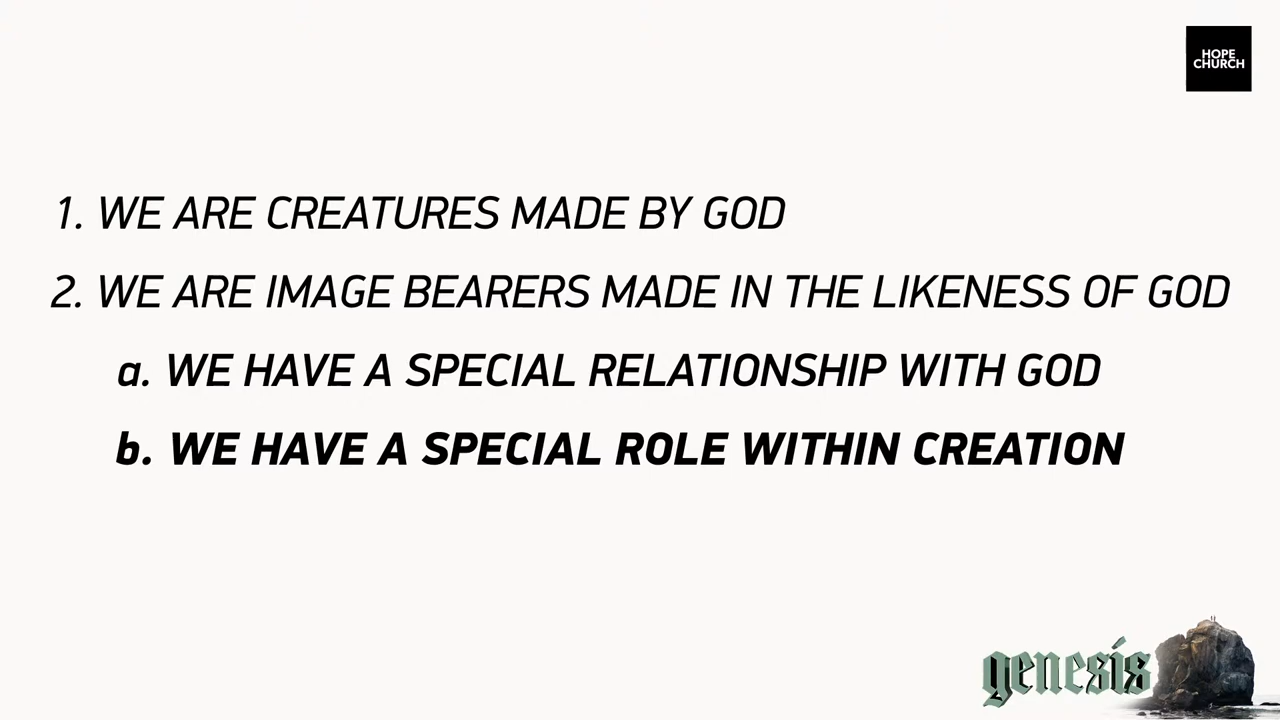 HOPE
CHURCH
1. WE ARE CREATURES MADE BY GOD
2. WE ARE IMAGE BEARERS MADE IN THE LIKENESS OF GOD
a. WE HAVE A SPECIAL RELATIONSHIP WITH GOD
b. WE HAVE A SPECIAL ROLE WITHIN CREATION
genesis